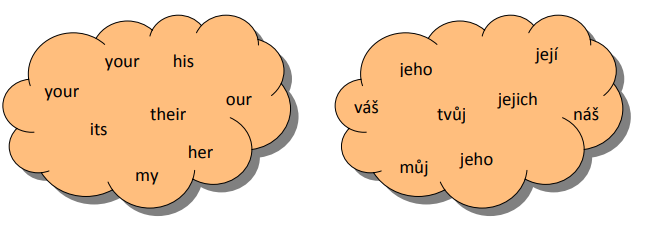 your his
your
our
their
its
her
my
její
jeho
jejich
váš
tvůj náš
jeho
můj